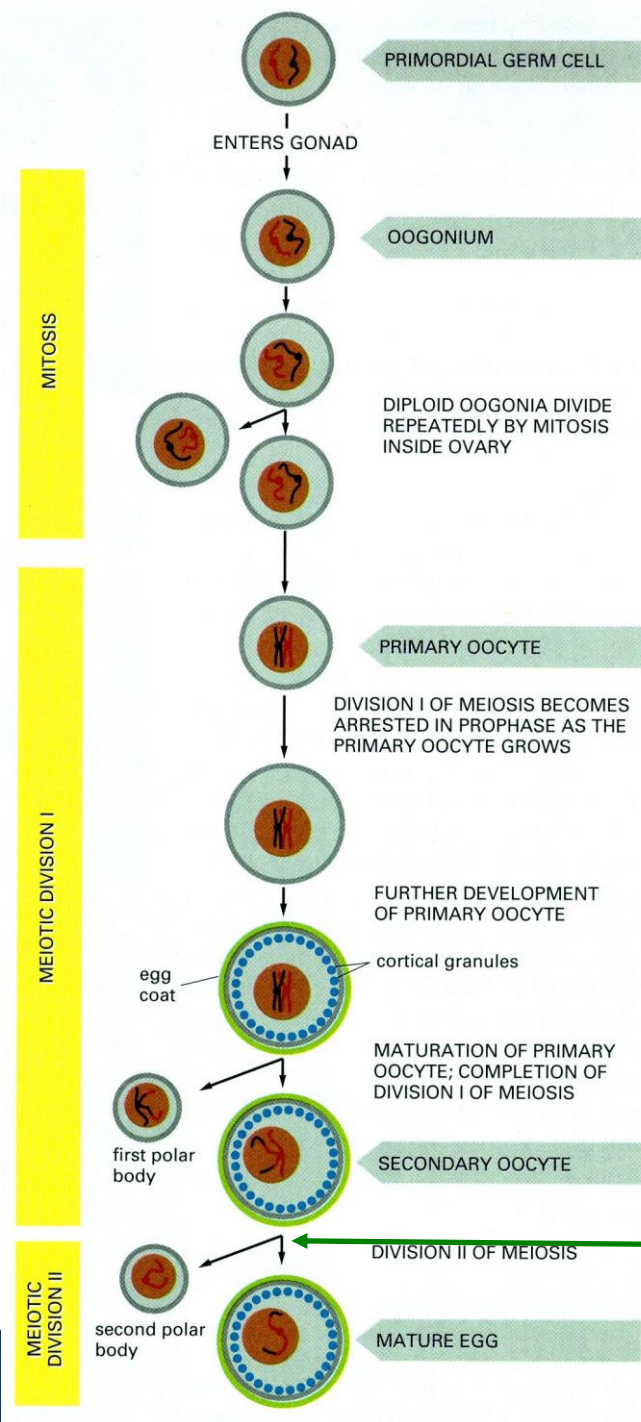 PRIMORDIAL GERM CELL
ENTERS GONAD
OOGONIUM
MITOSIS
DIPLOID OOGONIA DIVIDE
REPEATEDLY BY MITOSIS
INSIDE OVARY
PRIMARY OOCYTE
DIVISION I OF MEIOSIS BECOMES
ARRESTED IN PROPHASE AS THE
PRIMARY OOCYTE GROWS
MEIOTIC DIVISION I
FURTHER DEVELOPMENT
OF PRIMARY OOCYTE
egg
coat
cortical granules
MATURATION OF PRIMARY
OOCYTE; COMPLETION OF
DIVISION I OF MEIOSIS
first polar
body
SECONDARY OOCYTE
DIVISION II OF MEIOSIS
MEIOTIC
DIVISION II
second polar
body
MATURE EGG